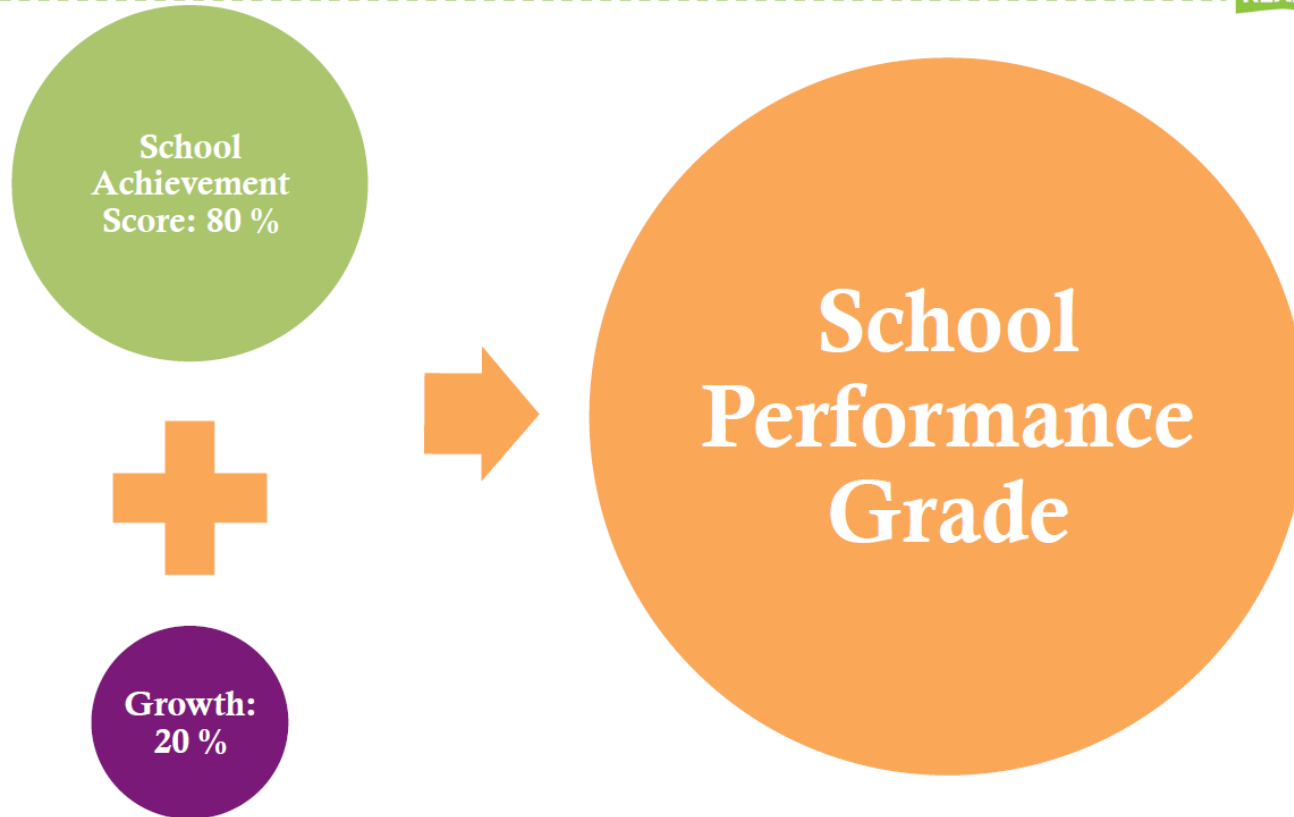 School
Achievement
Score: 80 %
Growth:
20 %
School
Performance
Grade